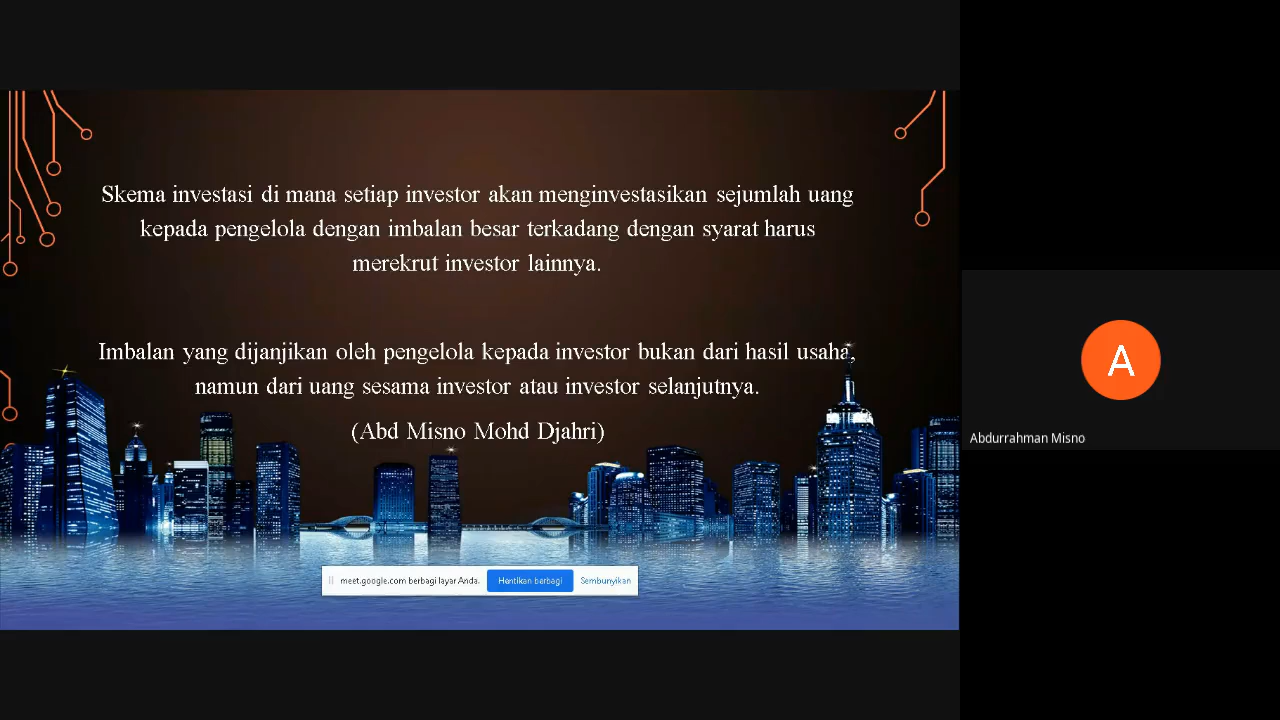 Skema investasi di mana setiap investor akan menginvestasikan sejumlah uang
kepada pengelola dengan imbalan besar terkadang dengan syarat harus
merekrut investor lainnya.
Imbalan yang dijanjikan oleh pengelola kepada investor bukan dari hasil usaha,
namun dari uang sesama investor atau investor selanjutnya.
(Abd Misno Mohd Djahri)
meet.google.com berbagi layar Anda. Hentikan berbagi Sembunyikan
A
Abdurrahman Misno